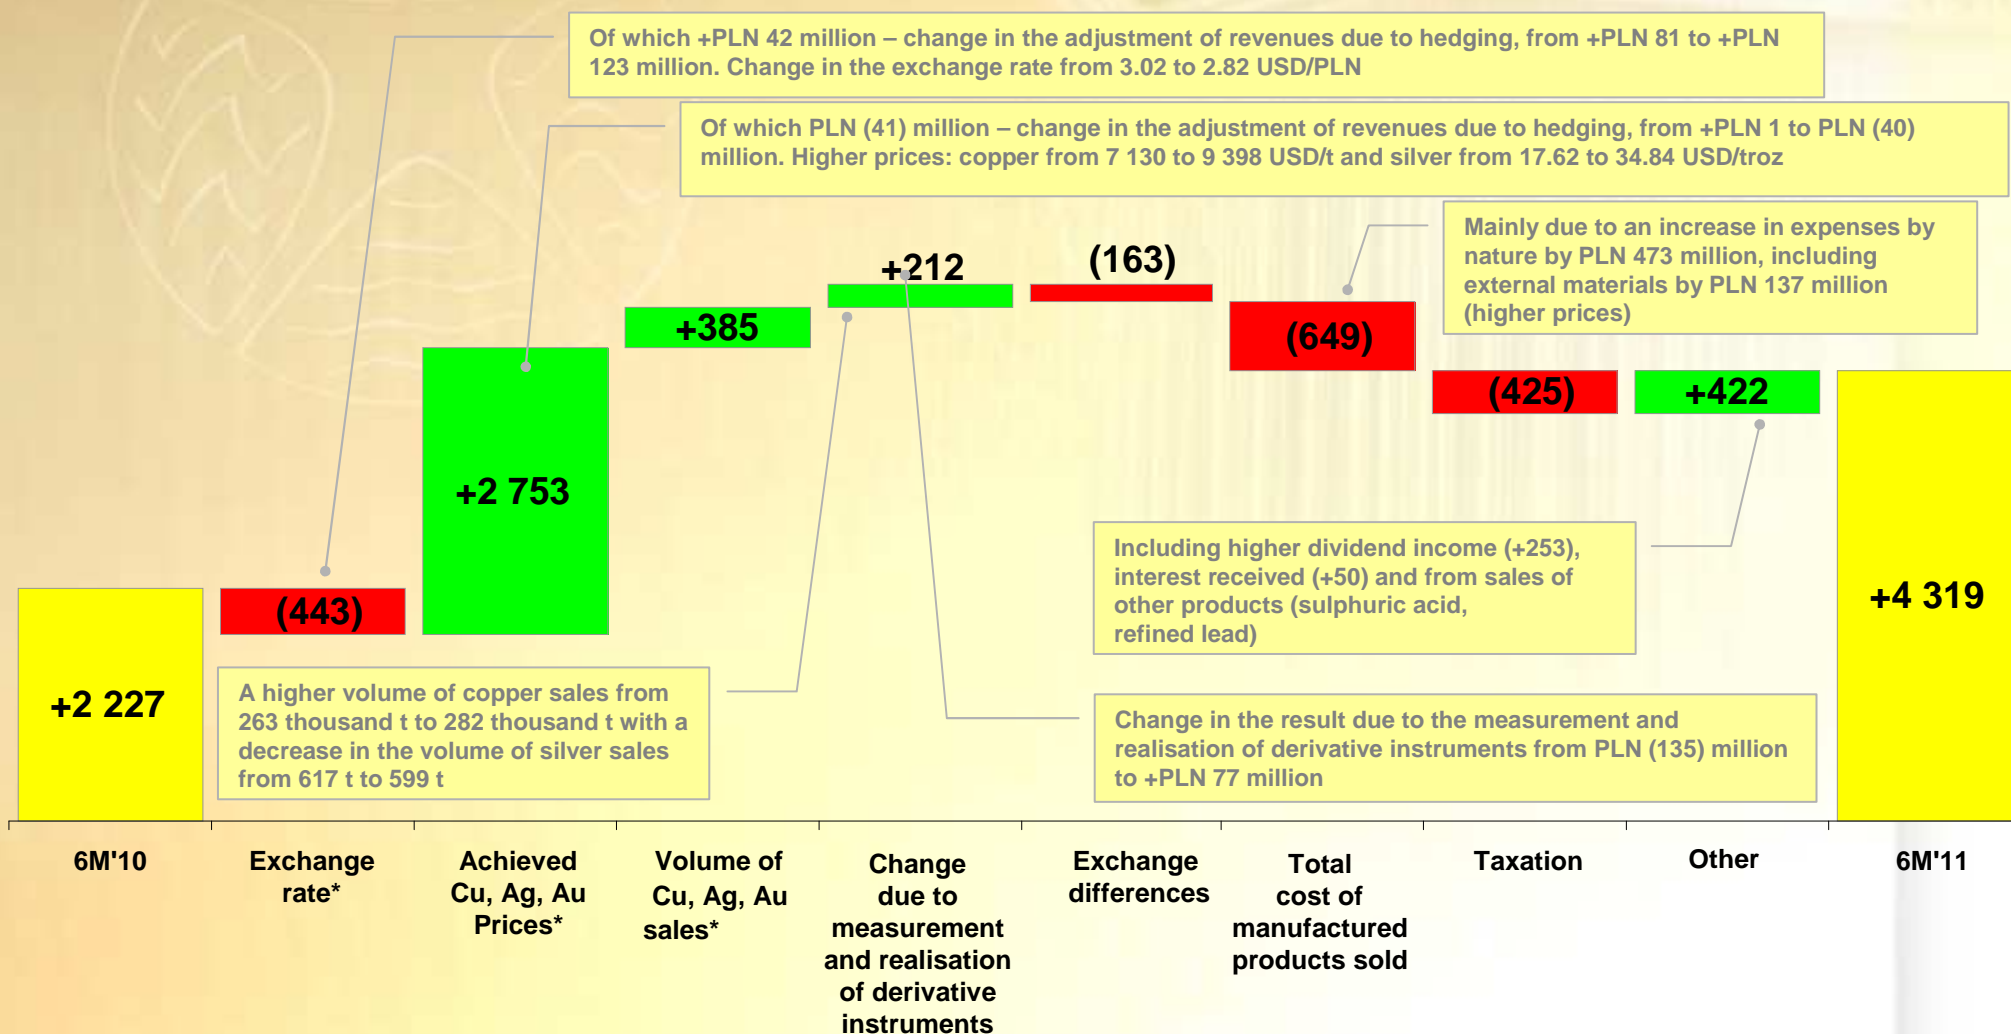 Of which +PLN 42 million – change in the adjustment of revenues due to hedging, from +PLN 81 to +PLN
123 million. Change in the exchange rate from 3.02 to 2.82 USD/PLN
Of which PLN (41) million – change in the adjustment of revenues due to hedging, from +PLN 1 to PLN (40)
million. Higher prices: copper from 7 130 to 9 398 USD/t and silver from 17.62 to 34.84 USD/troz
Mainly due to an increase in expenses by
nature by PLN 473 million, including
external materials by PLN 137 million
(higher prices)
+2 227
(443)
+2 753
+385
+212
(163)
(649)
(425)
+422
+4 319
Including higher dividend income (+253),
interest received (+50) and from sales of
other products (sulphuric acid,
refined lead)
A higher volume of copper sales from
263 thousand t to 282 thousand t with a
decrease in the volume of silver sales
from 617 t to 599 t
Change in the result due to the measurement and
realisation of derivative instruments from PLN (135) million
to +PLN 77 million
6M'10
Exchange
rate*
Achieved
Cu, Ag, Au
Prices*
Volume of
Cu, Ag, Au
sales*
Change
due to
measurement
and realisation
of derivative
instruments
Exchange
differences
Total
cost of
manufactured
products sold
Taxation
Other
6M'11